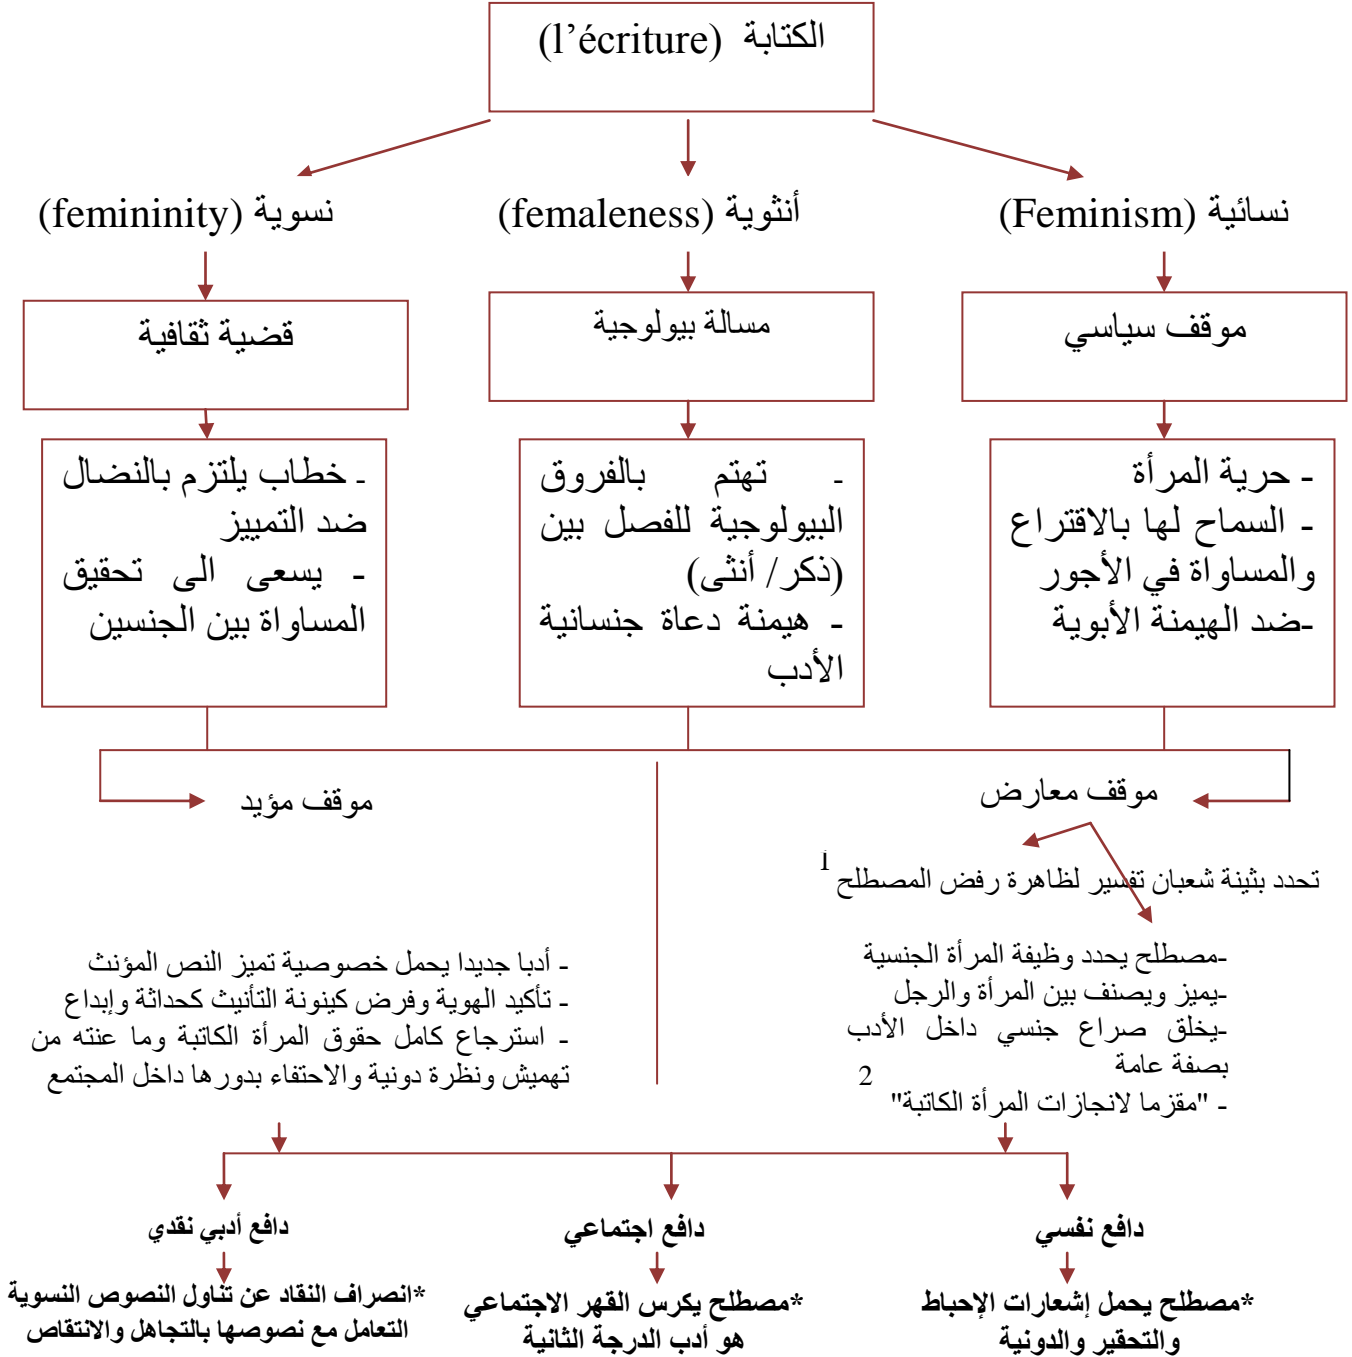 الكتابة (l’écriture)
نسائية (Feminism)
أنثوية (femaleness)
نسوية (femininity)
موقف سياسي
مسالة بيولوجية
قضية ثقافية
- حرية المرأة
- السماح لها بالاقتراع
والمساواة في الأجور
-ضد الهيمنة الأبوية
- تهتم بالفروق
البيولوجية للفصل بين
(ذكر/ أنثى)
- هيمنة دعاة جنسانية
الأدب
- خطاب يلتزم بالنضال
ضد التمييز
- يسعى الى تحقيق
المساواة بين الجنسين
موقف معارض
موقف مؤيد
تحدد بثينة شعبان تفسير لظاهرة رفض المصطلح 1
-مصطلح يحدد وظيفة المرأة الجنسية
-يميز ويصنف بين المرأة والرجل
-يخلق صراع جنسي داخل الأدب
بصفة عامة
- "مقزما لانجازات المرأة الكاتبة" 2
- أدبا جديدا يحمل خصوصية تميز النص المؤنث
- تأكيد الهوية وفرض كينونة التأنيث كحداثة وإبداع
- استرجاع كامل حقوق المرأة الكاتبة وما عنته من
تهميش ونظرة دونية والاحتفاء بدورها داخل المجتمع
دافع نفسي
دافع اجتماعي
دافع أدبي نقدي
*مصطلح يحمل إشعارات الإحباط
والتحقير والدونية
*مصطلح يكرس القهر الاجتماعي
هو أدب الدرجة الثانية
*انصراف النقاد عن تناول النصوص النسوية
التعامل مع نصوصها بالتجاهل والانتقاص